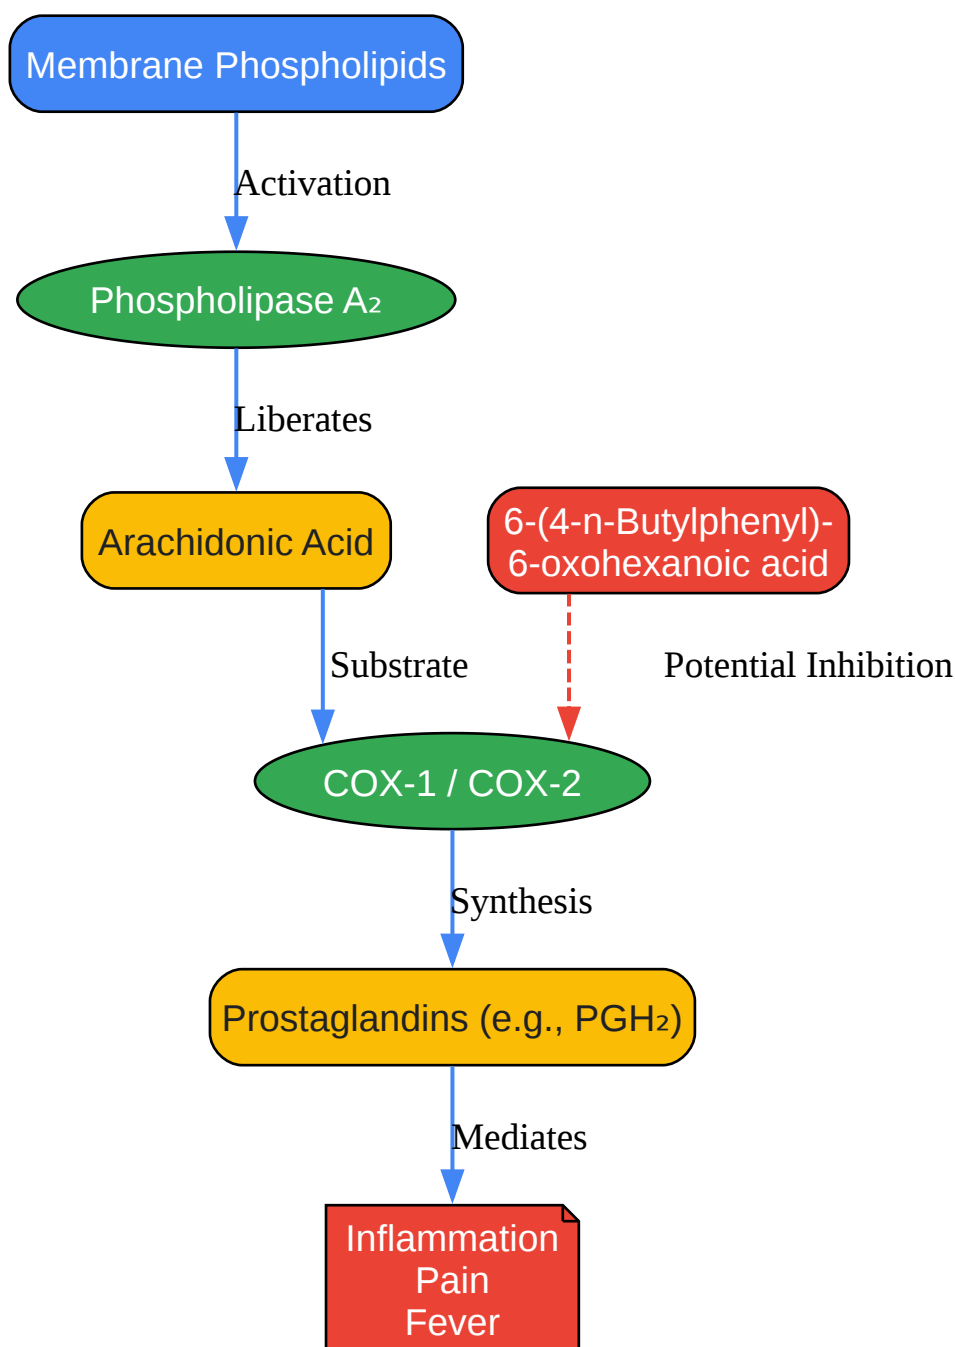 Membrane Phospholipids
Activation
Phospholipase A₂
Liberates
Arachidonic Acid
6-(4-n-Butylphenyl)-
6-oxohexanoic acid
Substrate
Potential Inhibition
COX-1 / COX-2
Synthesis
Prostaglandins (e.g., PGH₂)
Mediates
Inflammation
Pain
Fever